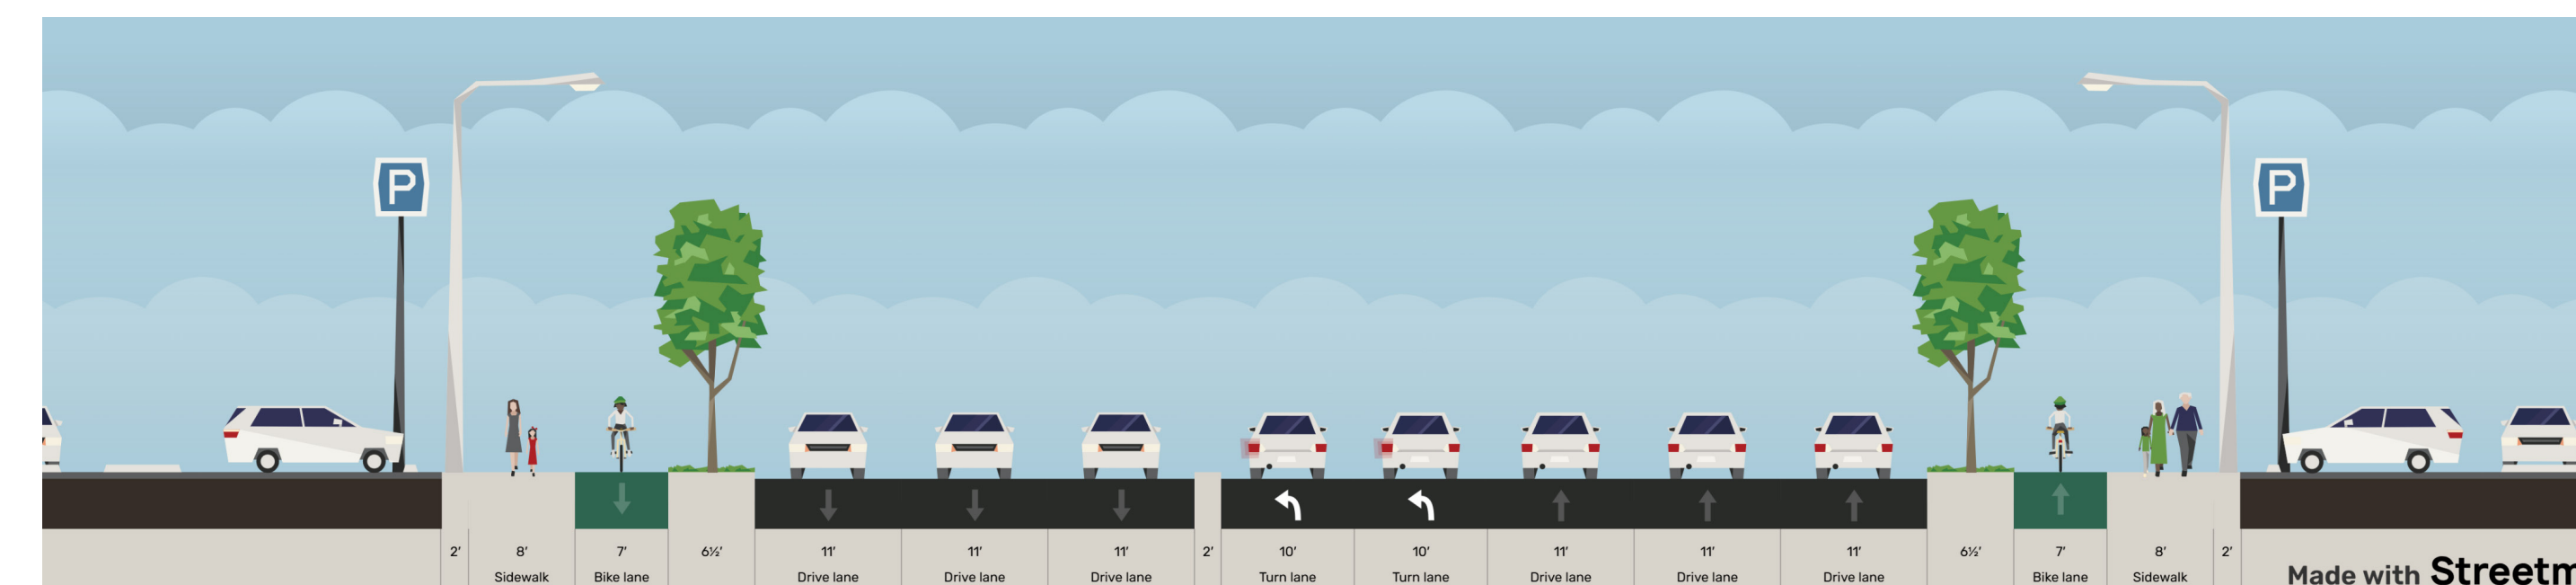 P
P
2' 8' 7' 6½' 11' 11' 11' 2' 10' 10' 11' 11' 11' 6½' 7' 8' 2'
Sidewalk Bike lane Drive lane Drive lane Drive lane Turn lane Turn lane Drive lane Drive lane Drive lane Bike lane Sidewalk
Made with